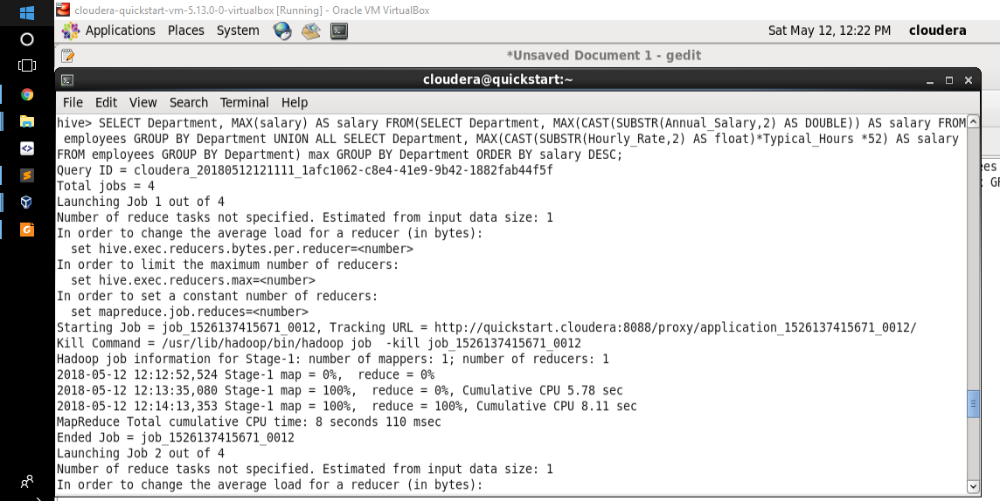 cloudera-quickstart-vm-5.13.0-0-virtualbox [Running] - Oracle VM VirtualBox
Applications Places System Sat May 12, 12:22 PM cloudera
*Unsaved Document 1 - gedit
cloudera@quickstart:~
File Edit View Search Terminal Help
hive> SELECT Department, MAX(salary) AS salary FROM(SELECT Department, MAX(CAST(SUBSTR(Annual_Salary,2) AS DOUBLE)) AS salary FROM
employees GROUP BY Department UNION ALL SELECT Department, MAX(CAST(SUBSTR(Hourly_Rate,2) AS float)*Typical_Hours *52) AS salary
FROM employees GROUP BY Department) max GROUP BY Department ORDER BY salary DESC;
Query ID = cloudera_20180512121111_1afc1062-c8e4-41e9-9b42-1882fab44f5f
Total jobs = 4
Launching Job 1 out of 4
Number of reduce tasks not specified. Estimated from input data size: 1
In order to change the average load for a reducer (in bytes):
set hive.exec.reducers.bytes.per.reducer=<number>
In order to limit the maximum number of reducers:
set hive.exec.reducers.max=<number>
In order to set a constant number of reducers:
set mapreduce.job.reduces=<number>
Starting Job = job_1526137415671_0012, Tracking URL = http://quickstart.cloudera:8088/proxy/application_1526137415671_0012/
Kill Command = /usr/lib/hadoop/bin/hadoop job  -kill job_1526137415671_0012
Hadoop job information for Stage-1: number of mappers: 1; number of reducers: 1
2018-05-12 12:12:52,524 Stage-1 map = 0%,  reduce = 0%
2018-05-12 12:13:35,080 Stage-1 map = 100%,  reduce = 0%, Cumulative CPU 5.78 sec
2018-05-12 12:14:13,353 Stage-1 map = 100%,  reduce = 100%, Cumulative CPU 8.11 sec
MapReduce Total cumulative CPU time: 8 seconds 110 msec
Ended Job = job_1526137415671_0012
Launching Job 2 out of 4
Number of reduce tasks not specified. Estimated from input data size: 1
In order to change the average load for a reducer (in bytes):